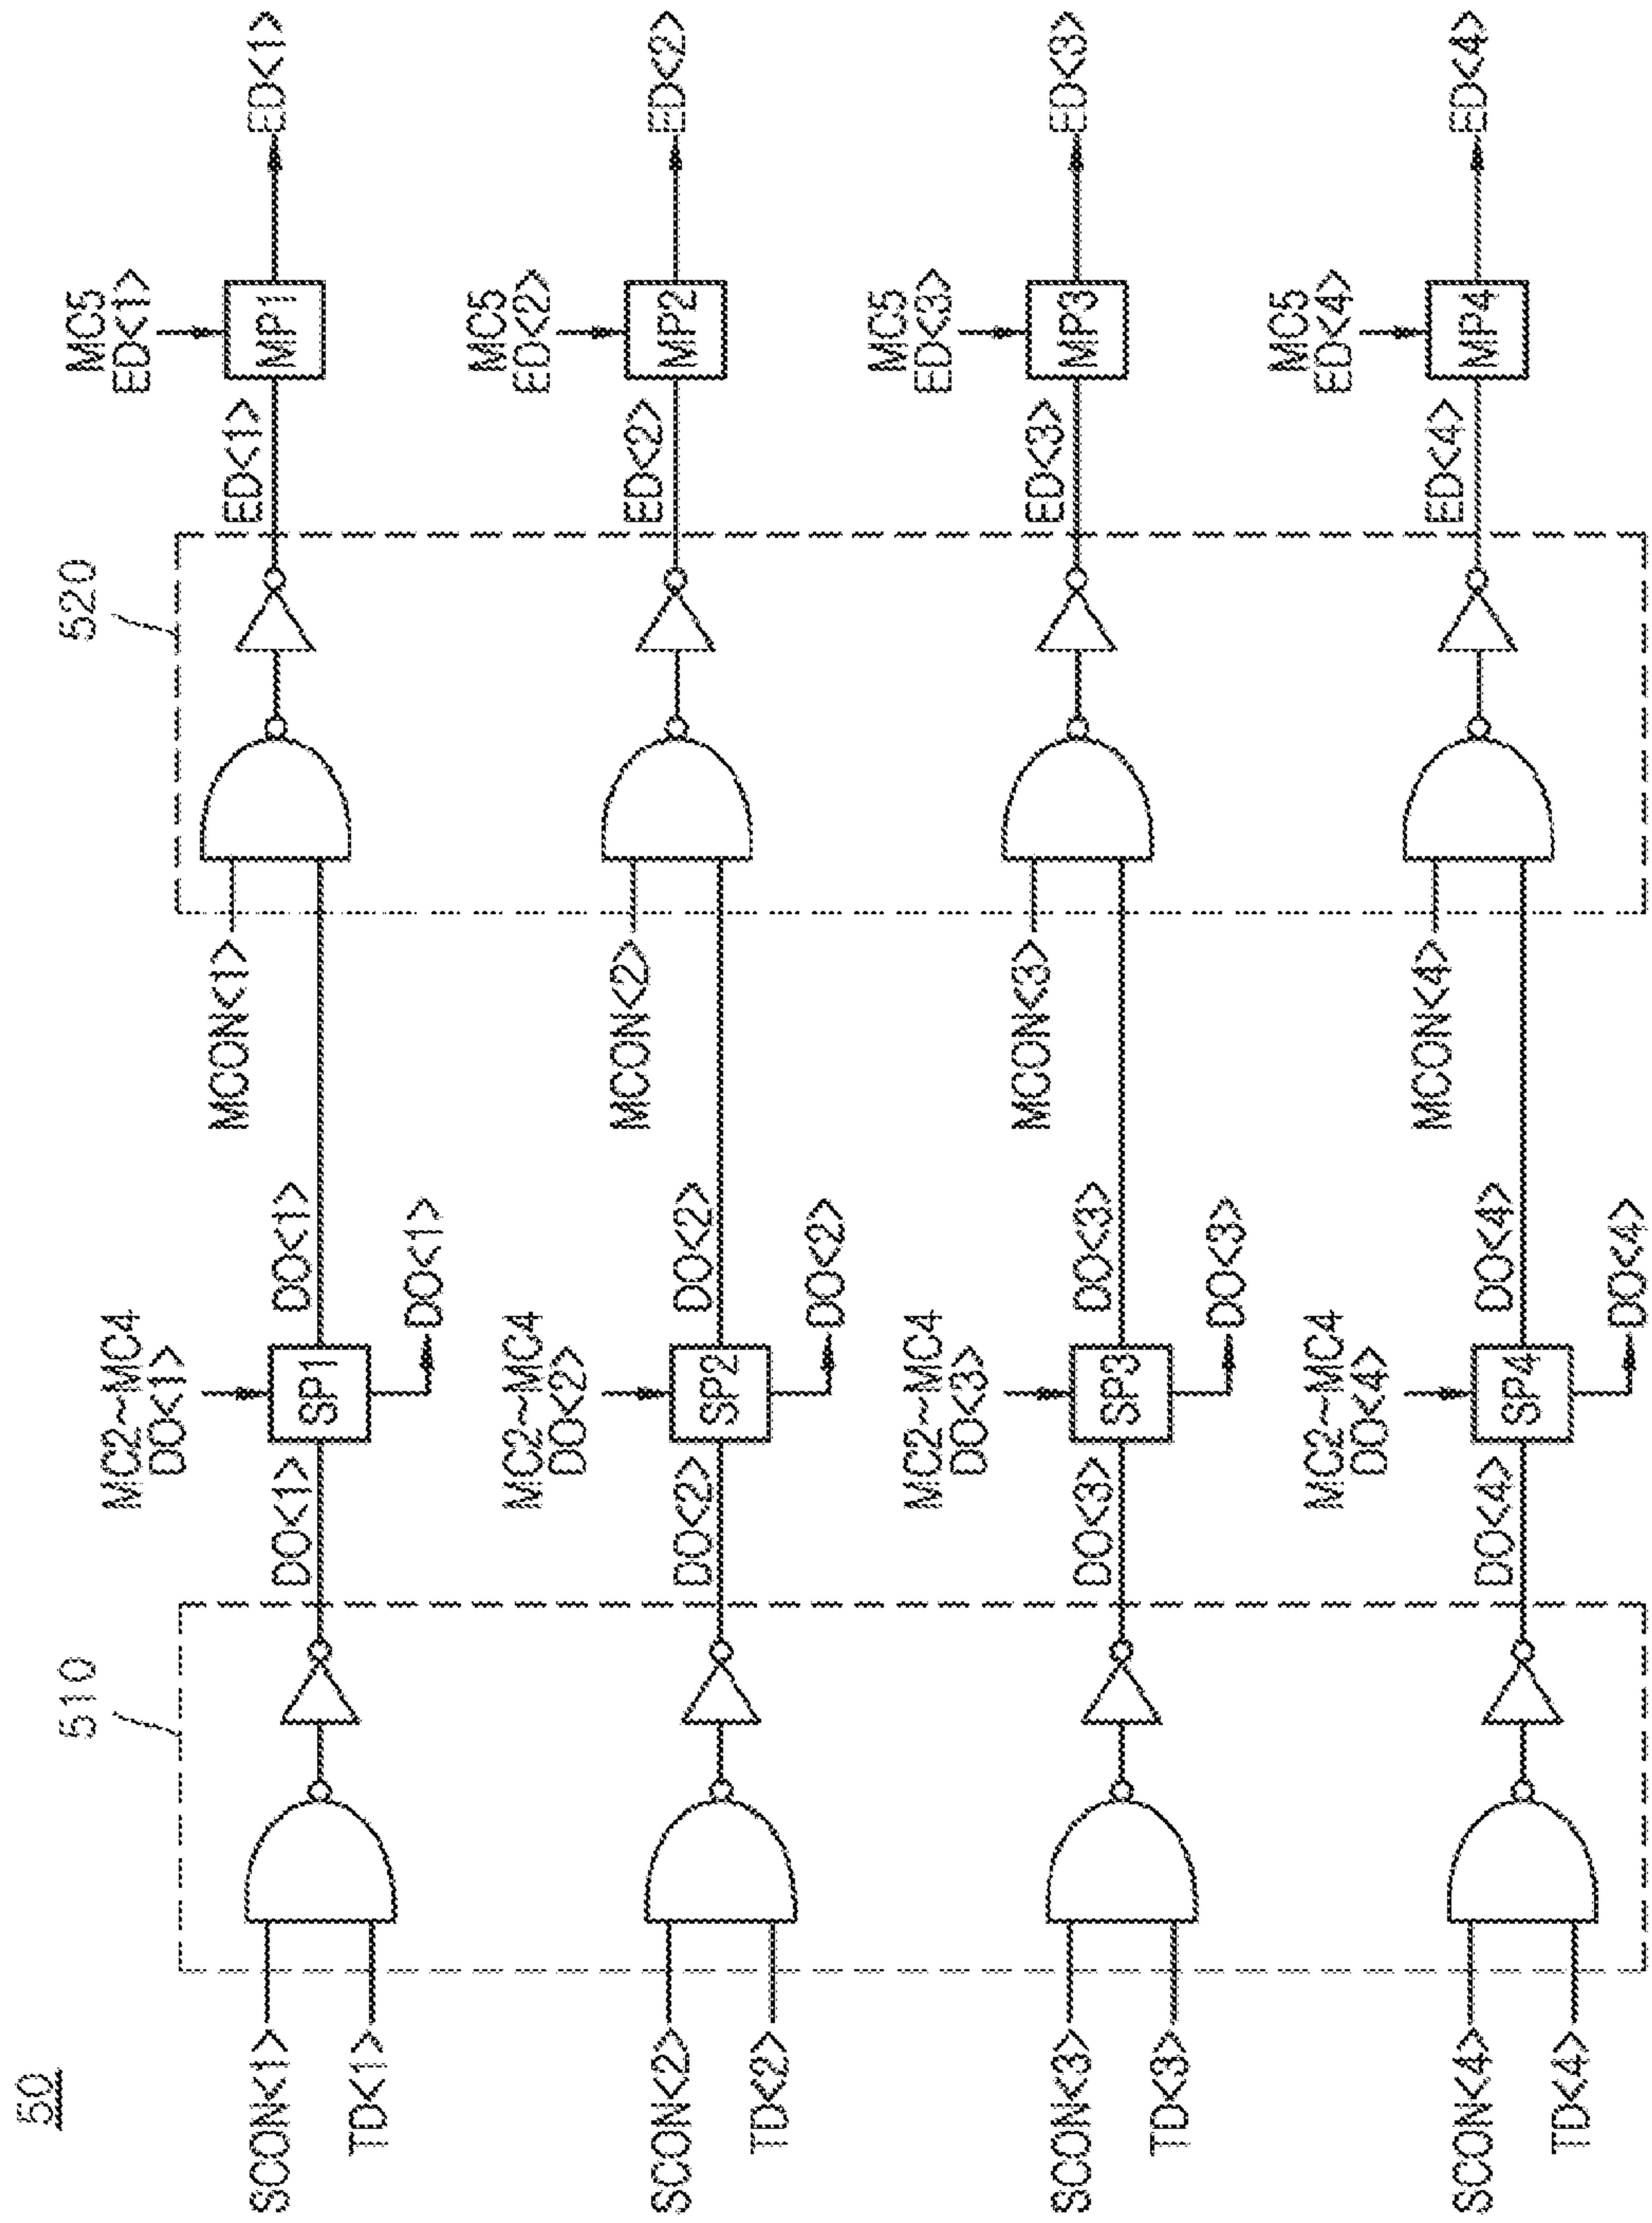 50
510
520
SCON<1>
TD<1>
DO<1>
MC2~MC4
DO<1>
SP1
DO<1>
DO<1>
MCON<1>
ED<1>
MC5
ED<1>
MP1
ED<1>
SCON<2>
TD<2>
DO<2>
MC2~MC4
DO<2>
SP2
DO<2>
DO<2>
MCON<2>
ED<2>
MC5
ED<2>
MP2
ED<2>
SCON<3>
TD<3>
DO<3>
MC2~MC4
DO<3>
SP3
DO<3>
DO<3>
MCON<3>
ED<3>
MC5
ED<3>
MP3
ED<3>
SCON<4>
TD<4>
DO<4>
MC2~MC4
DO<4>
SP4
DO<4>
DO<4>
MCON<4>
ED<4>
MC5
ED<4>
MP4
ED<4>